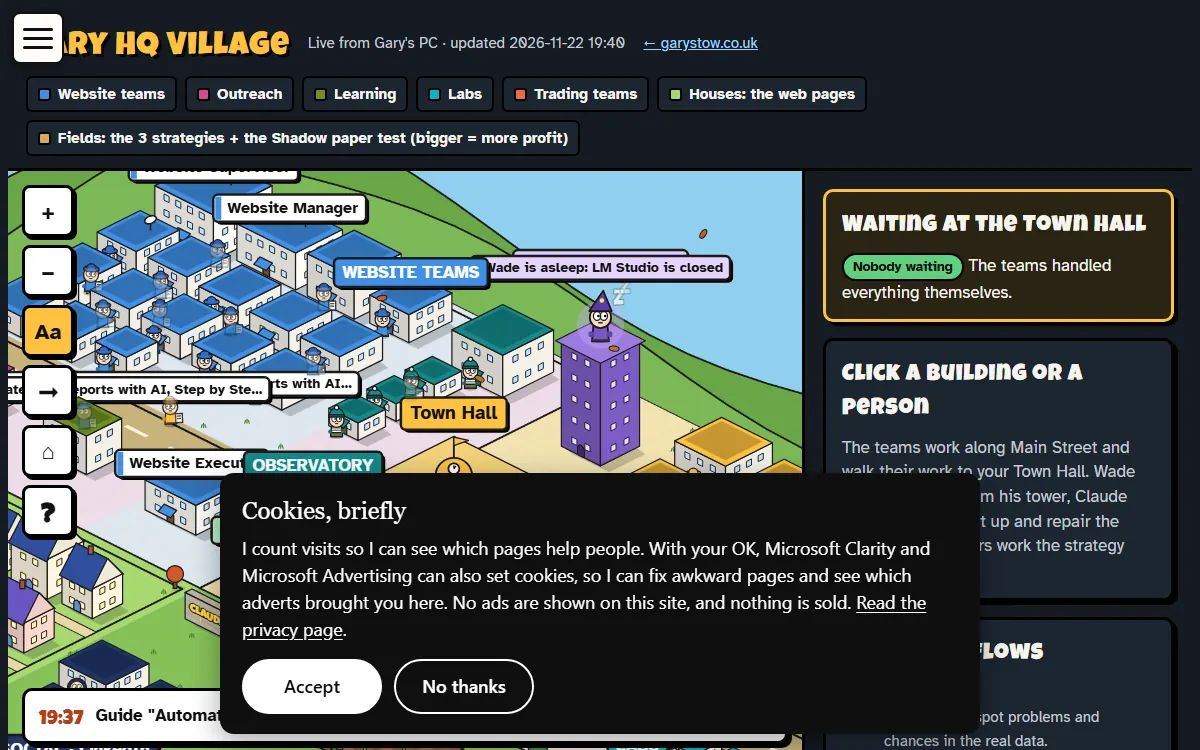 ARY HQ VILLAGE
Live from Gary's PC · updated 2026-11-22 19:40
← garystow.co.uk
Website teams
Outreach
Learning
Labs
Trading teams
Houses: the web pages
Fields: the 3 strategies + the Shadow paper test (bigger = more profit)
Website Manager
WEBSITE TEAMS
Wade is asleep: LM Studio is closed
z
+
−
Aa
→
⌂
?
eports with AI, Step by Ste...
rts with AI...
Town Hall
Website Execut
OBSERVATORY
WAITING AT THE TOWN HALL
Nobody waiting The teams handled
everything themselves.
CLICK A BUILDING OR A
PERSON
The teams work along Main Street and
walk their work to your Town Hall. Wade
m his tower, Claude
t up and repair the
rs work the strategy
FLOWS
spot problems and
chances in the real data.
Cookies, briefly
I count visits so I can see which pages help people. With your OK, Microsoft Clarity and
Microsoft Advertising can also set cookies, so I can fix awkward pages and see which
adverts brought you here. No ads are shown on this site, and nothing is sold. Read the
privacy page.
Accept
No thanks
19:37 Guide "Automat